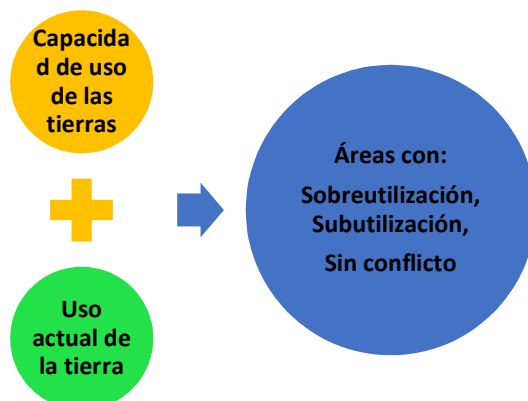 Capacida
d de uso
de las
tierras
Áreas con:
Sobreutilización,
Subutilización,
Sin conflicto
Uso
actual de
la tierra